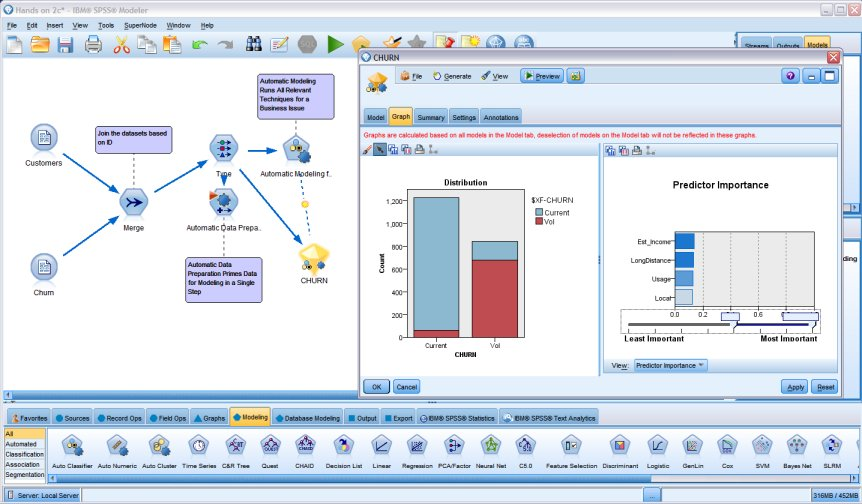 Hands on 2c* - IBM® SPSS® Modeler
File Edit Insert View Tools SuperNode Window Help
SQL
Streams Outputs Models
Customers
Churn
Join the datasets based
on ID
Merge
Type
Automatic Modeling
Runs All Relevant
Techniques for a
Business Issue
Automatic Modeling f...
Automatic Data Prepa...
Automatic Data
Preparation Primes Data
for Modeling in a Single
Step
CHURN
CHURN
File Generate View Preview
Model Graph Summary Settings Annotations
Graphs are calculated based on all models in the Model tab, deselection of models on the Model tab will not be reflected in these graphs.
Distribution
$XF-CHURN
Current
Vol
Count
1,200
1,000
800
600
400
200
0
Current Vol
CHURN
Predictor Importance
Est_Income
LongDistance
Usage
Local
0.0 0.2 0.6
Least Important Most Important
View: Predictor Importance
OK Cancel Apply Reset
ding
Favorites Sources Record Ops Field Ops Graphs Modeling Database Modeling Output Export IBM® SPSS® Statistics IBM® SPSS® Text Analytics
All
Automated
Classification
Association
Segmentation
Auto Classifier Auto Numeric Auto Cluster Time Series C&R Tree Quest CHAID Decision List Linear Regression PCA/Factor Neural Net C5.0 Feature Selection Discriminant Logistic GenLin Cox SVM Bayes Net SLRM
Server: Local Server ... 316MB / 452MB